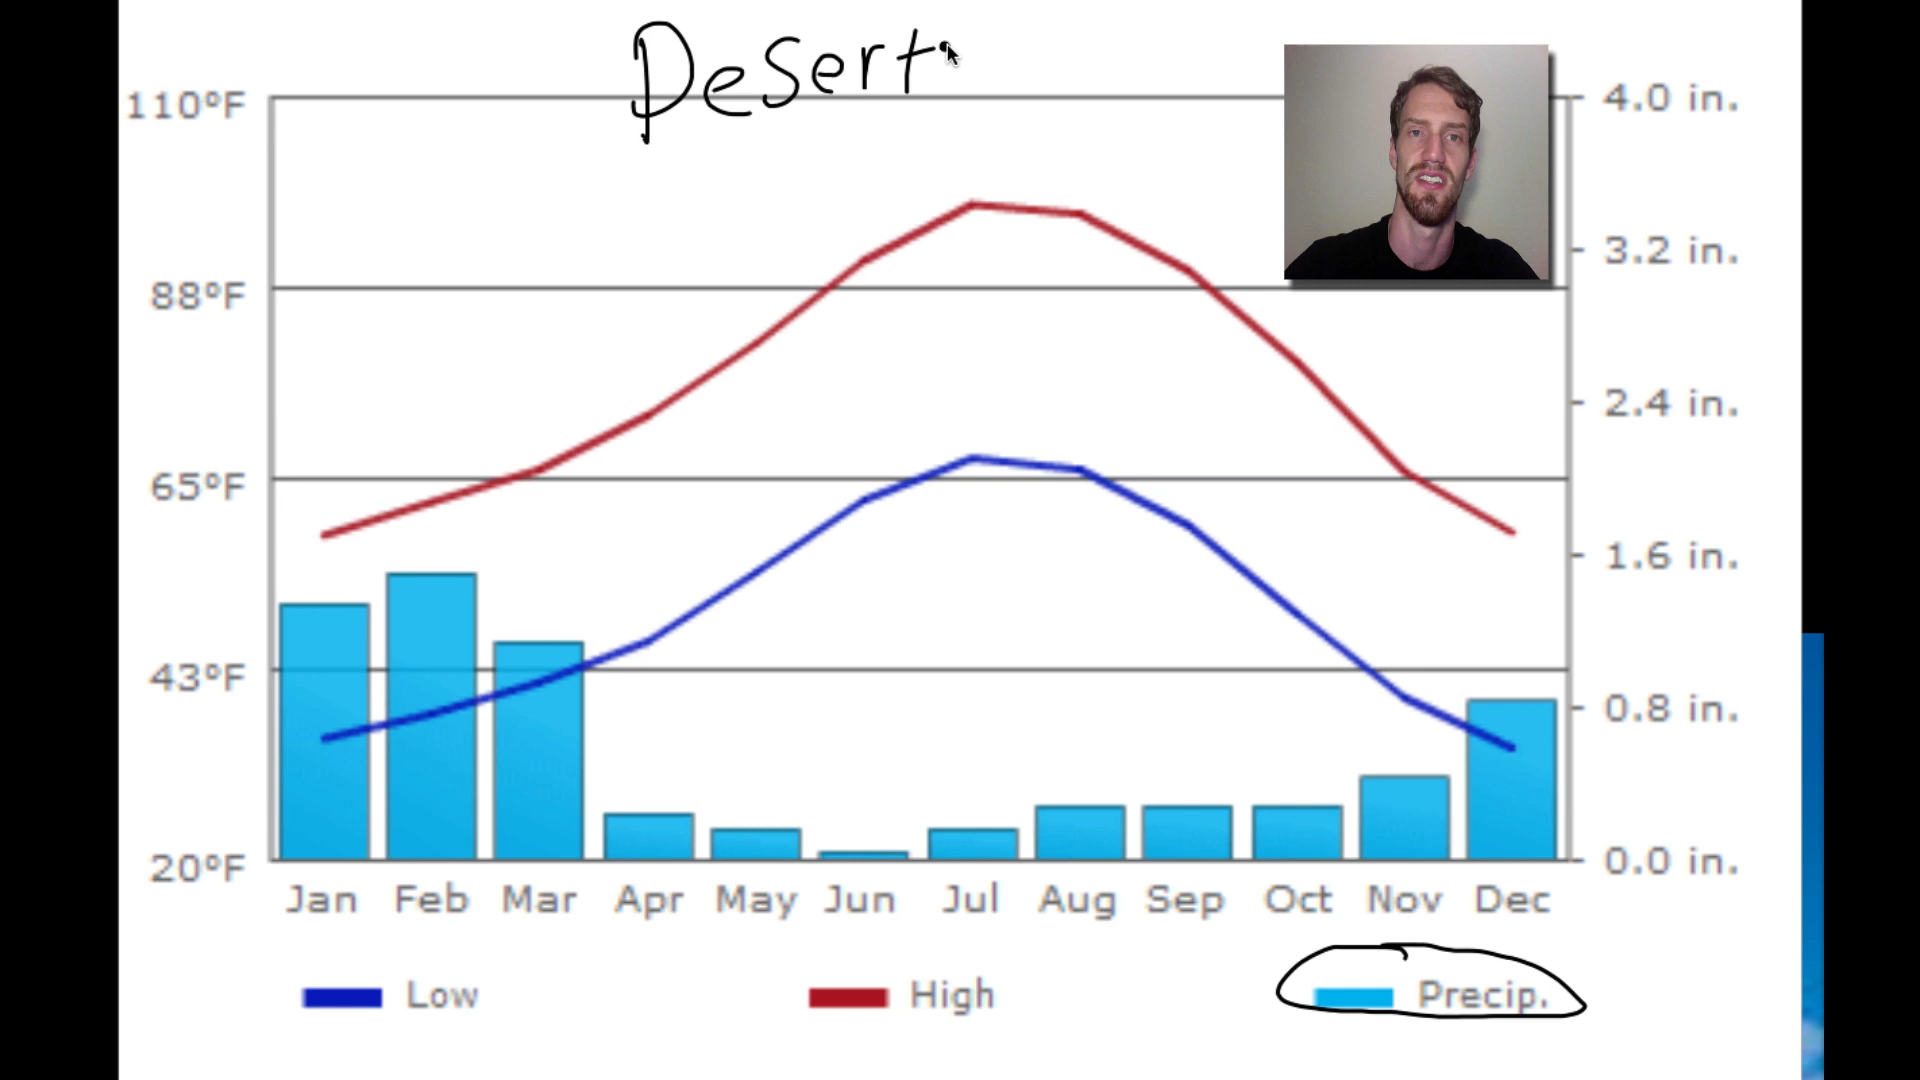 Desert
110°F
88°F
65°F
43°F
20°F
4.0 in.
3.2 in.
2.4 in.
1.6 in.
0.8 in.
0.0 in.
Jan Feb Mar Apr May Jun Jul Aug Sep Oct Nov Dec
Low High Precip.